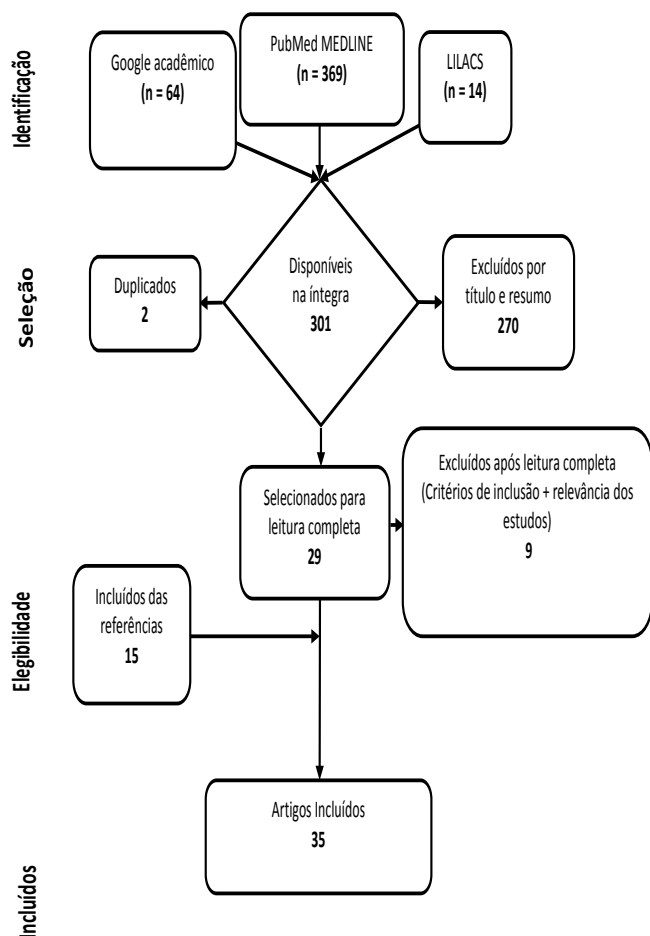 Identificação
Google acadêmico
(n = 64)
PubMed MEDLINE
(n = 369)
LILACS
(n = 14)
Seleção
Duplicados
2
Disponíveis
na íntegra
301
Excluídos por
título e resumo
270
Elegibilidade
Selecionados para
leitura completa
29
Excluídos após leitura completa
(Critérios de inclusão + relevância dos
estudos)
9
Incluídos das
referências
15
Incluídos
Artigos Incluídos
35